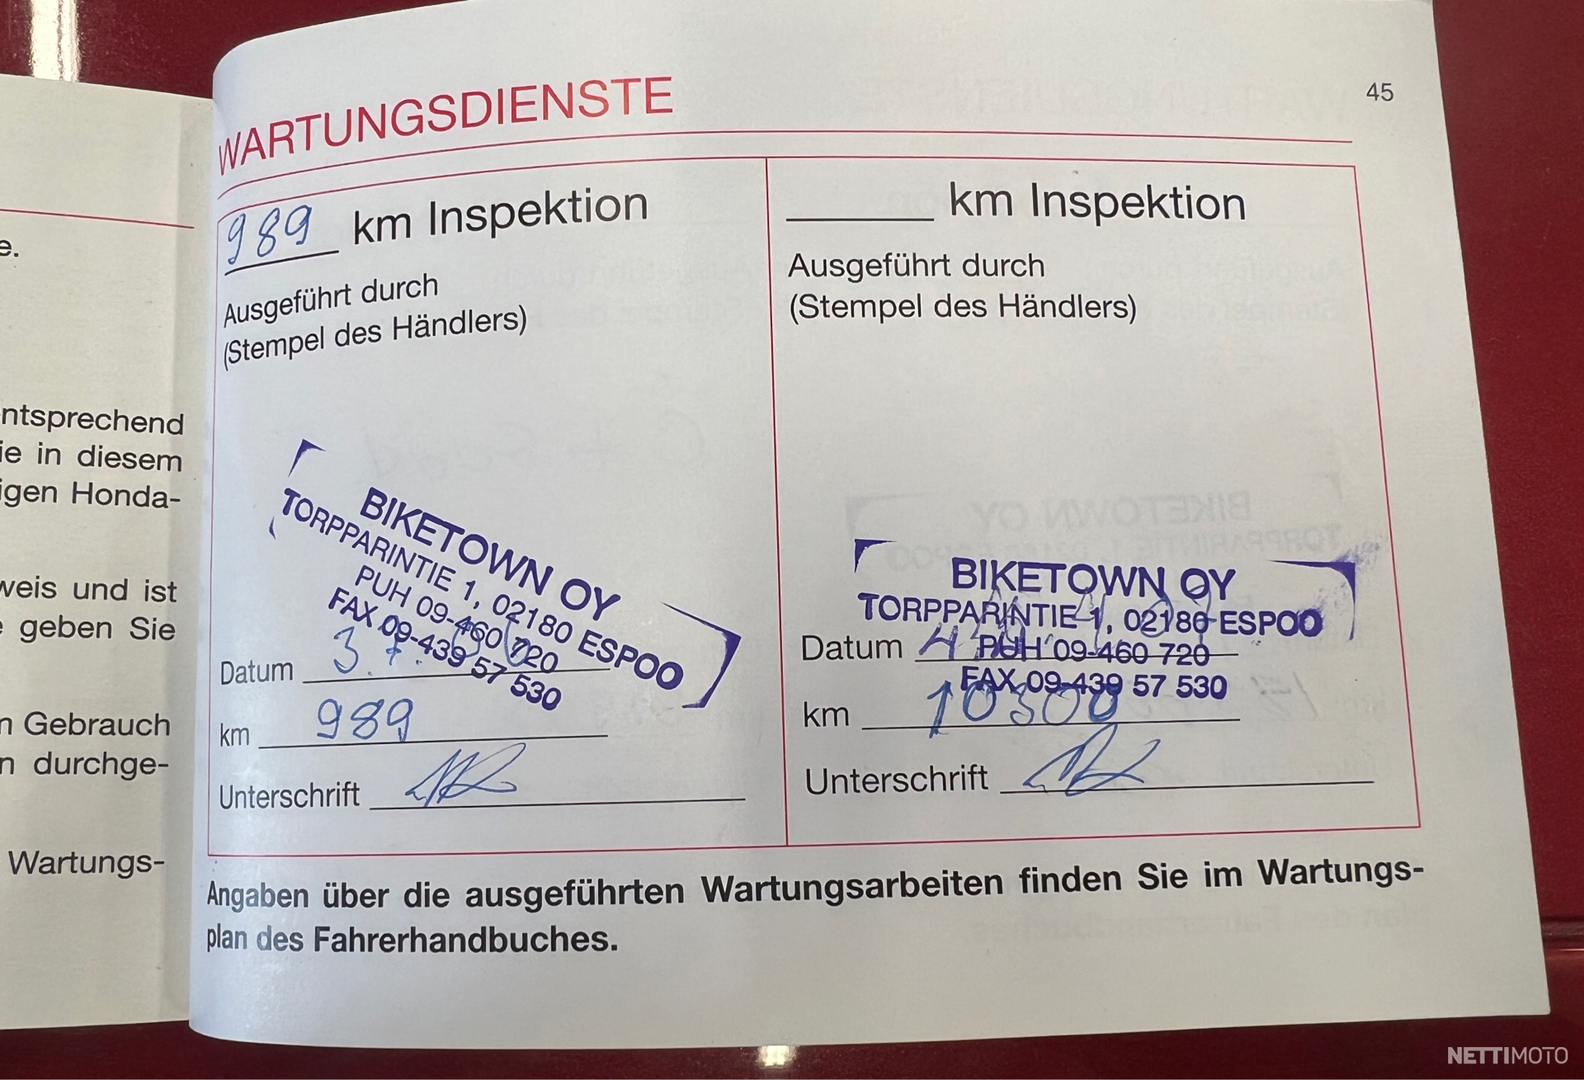 e.
ntsprechend
ie in diesem
igen Honda-
weis und ist
e geben Sie
n Gebrauch
n durchge-
Wartungs-
45
WARTUNGSDIENSTE
989 km Inspektion
Ausgeführt durch
(Stempel des Händlers)
BIKETOWN OY
TORPPARINTIE 1, 02180 ESPOO
PUH 09-460 720
FAX 09-439 57 530
Datum 3.7.
km 989
Unterschrift
km Inspektion
Ausgeführt durch
(Stempel des Händlers)
BIKETOWN OY
TORPPARINTIE 1, 02180 ESPOO
PUH 09-460 720
FAX 09-439 57 530
Datum
km 10300
Unterschrift
Angaben über die ausgeführten Wartungsarbeiten finden Sie im Wartungs-
plan des Fahrerhandbuches.
NETTIMOTO